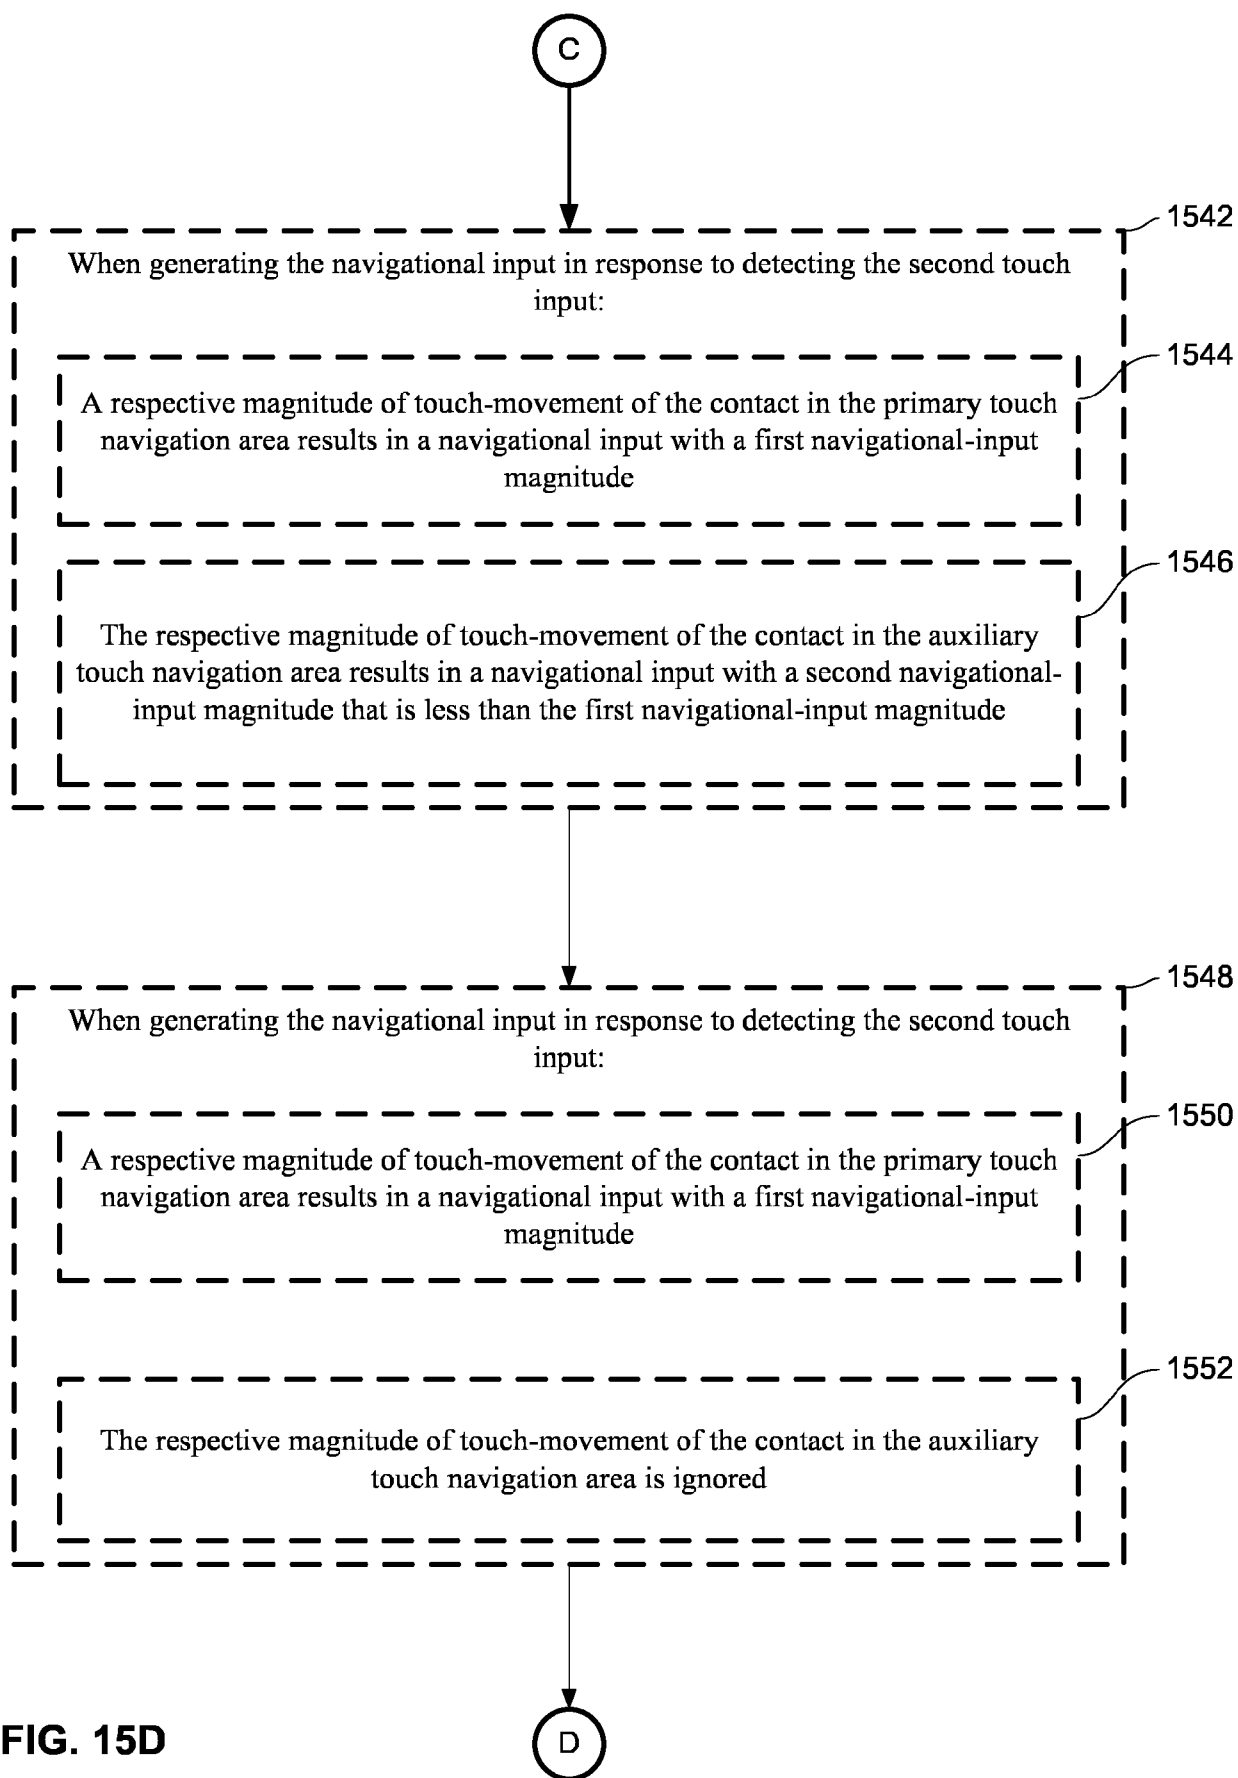 C
1542
When generating the navigational input in response to detecting the second touch
input:
1544
A respective magnitude of touch-movement of the contact in the primary touch
navigation area results in a navigational input with a first navigational-input
magnitude
1546
The respective magnitude of touch-movement of the contact in the auxiliary
touch navigation area results in a navigational input with a second navigational-
input magnitude that is less than the first navigational-input magnitude
1548
When generating the navigational input in response to detecting the second touch
input:
1550
A respective magnitude of touch-movement of the contact in the primary touch
navigation area results in a navigational input with a first navigational-input
magnitude
1552
The respective magnitude of touch-movement of the contact in the auxiliary
touch navigation area is ignored
FIG. 15D
D